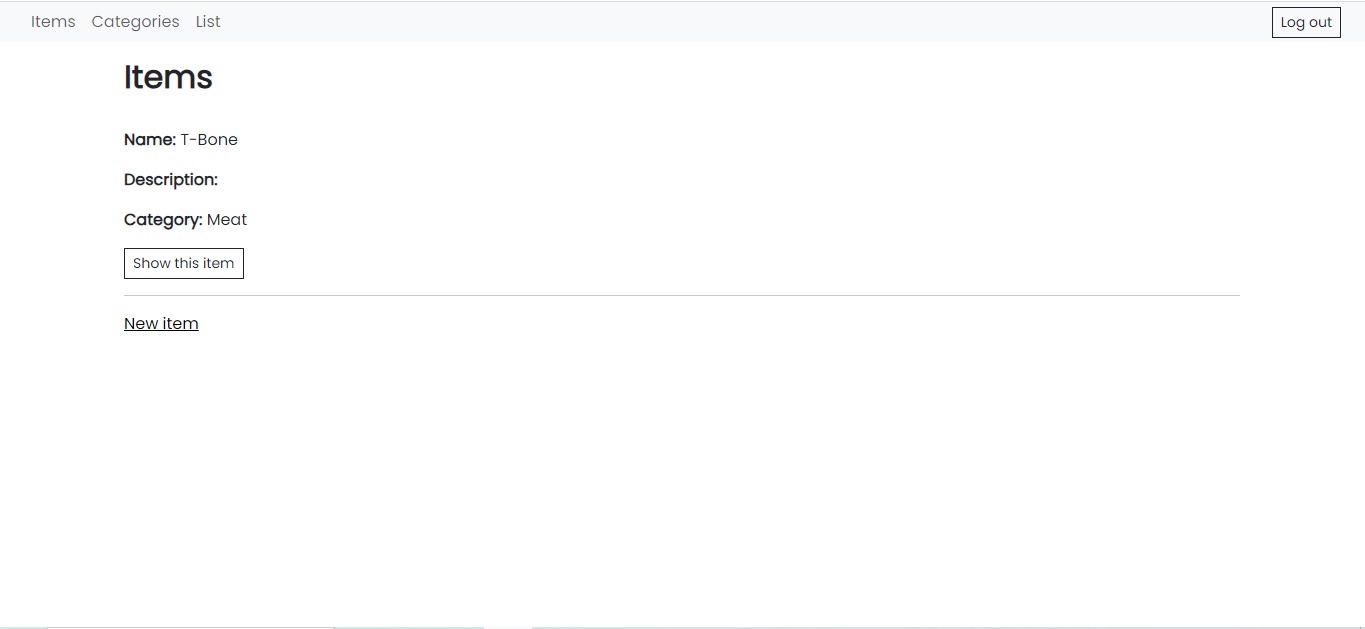 Items Categories List Log out
Items
Name: T-Bone
Description:
Category: Meat
Show this item
New item